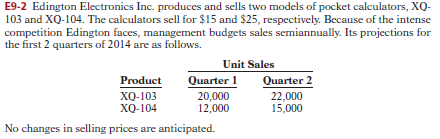 E9-2 Edington Electronics Inc. produces and sells two models of pocket calculators, XQ-
103 and XQ-104. The calculators sell for $15 and $25, respectively. Because of the intense
competition Edington faces, management budgets sales semiannually. Its projections for
the first 2 quarters of 2014 are as follows.
Unit Sales
Product Quarter 1 Quarter 2
XQ-103 20,000 22,000
XQ-104 12,000 15,000
No changes in selling prices are anticipated.